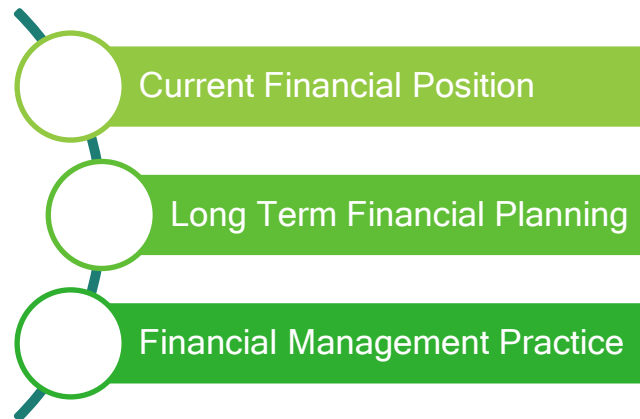 Current Financial Position
Long Term Financial Planning
Financial Management Practice